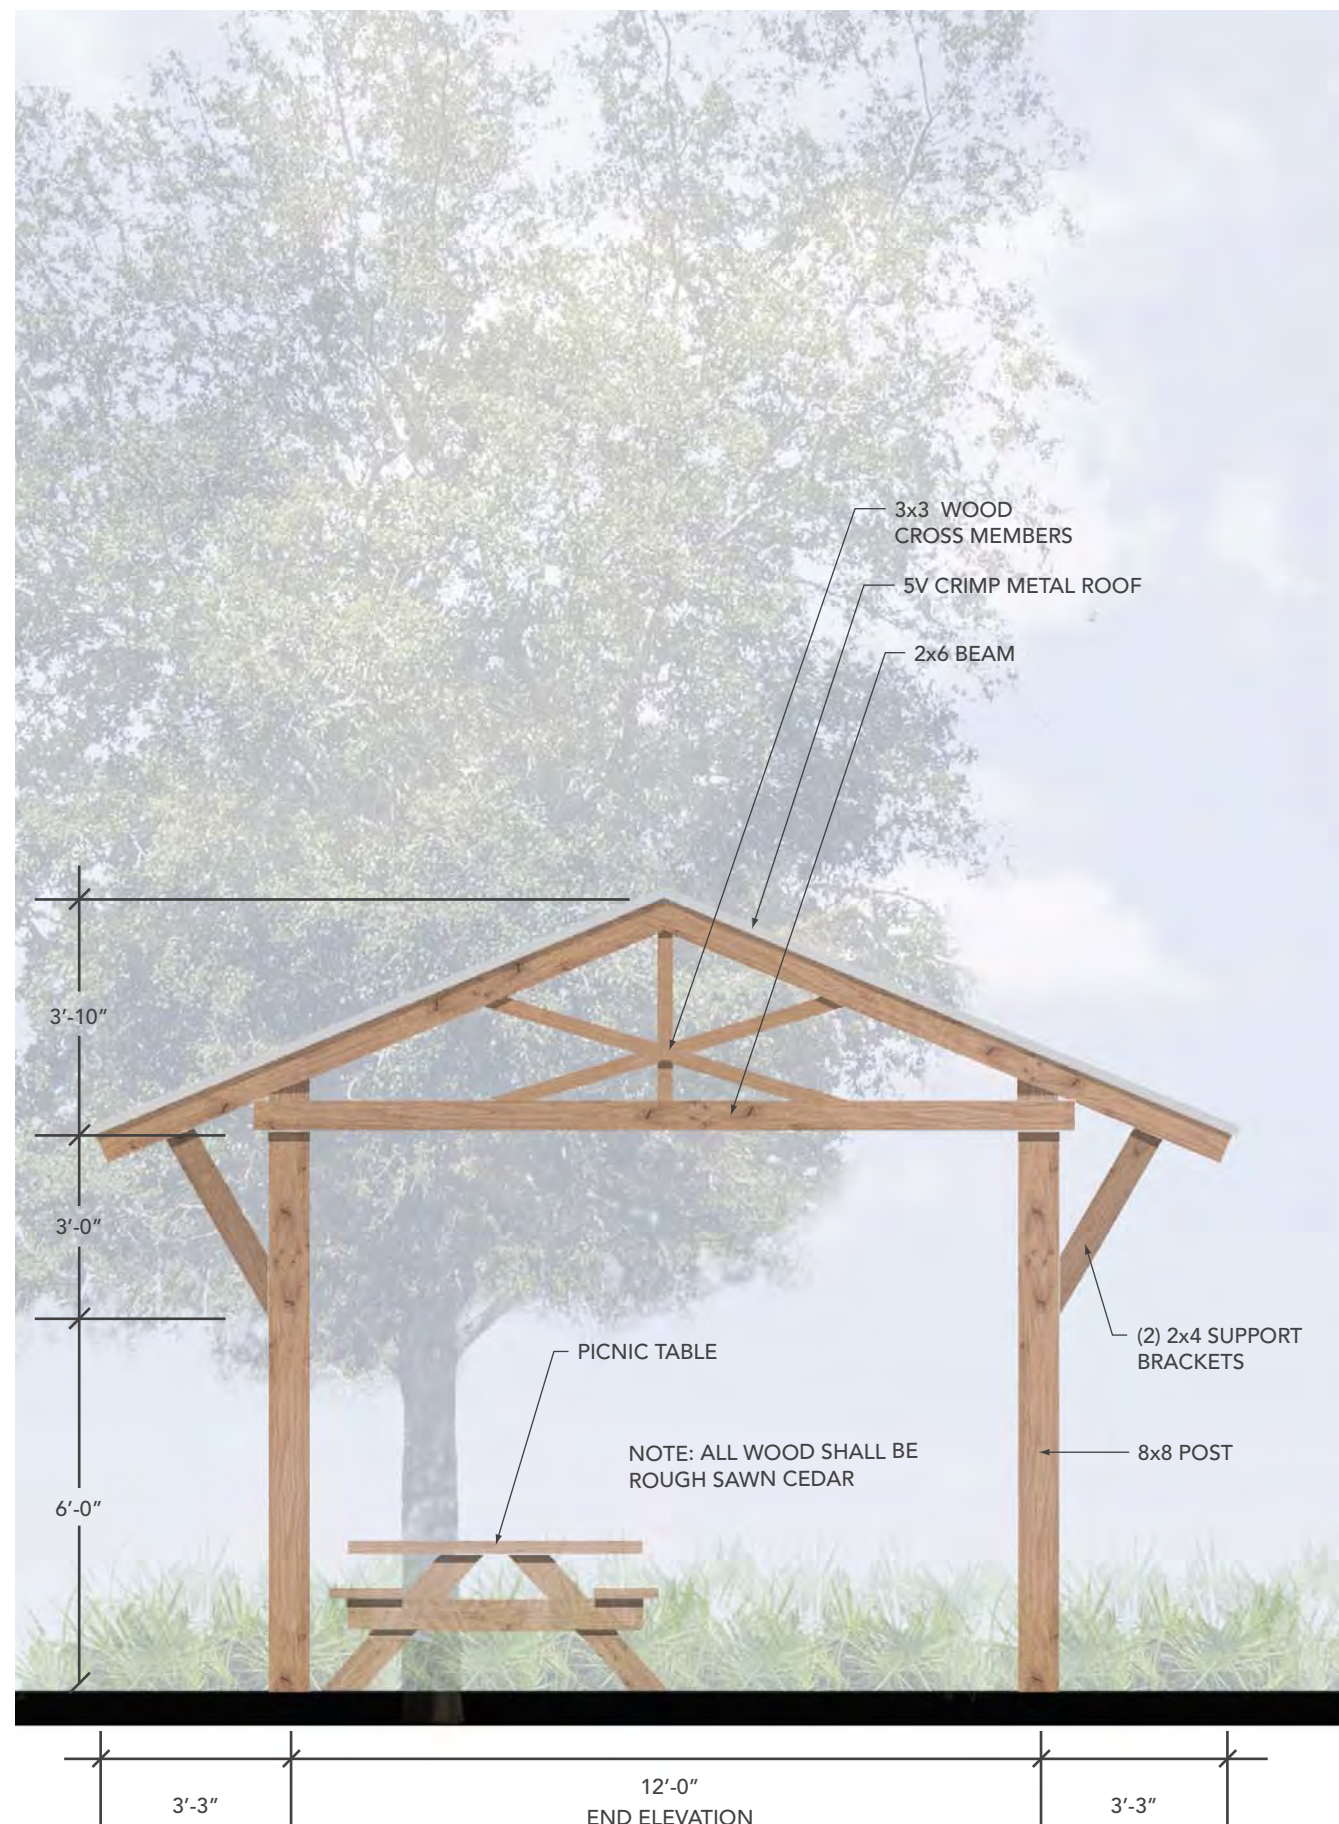 3x3 WOOD
CROSS MEMBERS
5V CRIMP METAL ROOF
2x6 BEAM
3’-10”
3’-0”
(2) 2x4 SUPPORT
BRACKETS
PICNIC TABLE
NOTE: ALL WOOD SHALL BE
ROUGH SAWN CEDAR
8x8 POST
6’-0”
12’-0”
3’-3”
3’-3”
END ELEVATION